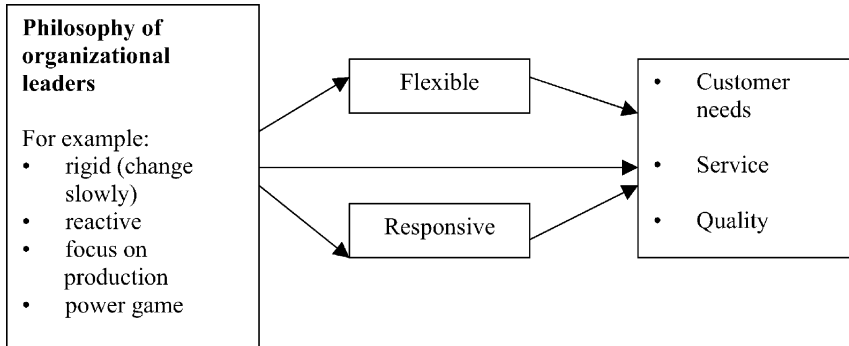 Philosophy of
organizational
leaders
For example:
• rigid (change
slowly)
• reactive
• focus on
production
• power game
Flexible
Responsive
• Customer
needs
• Service
• Quality